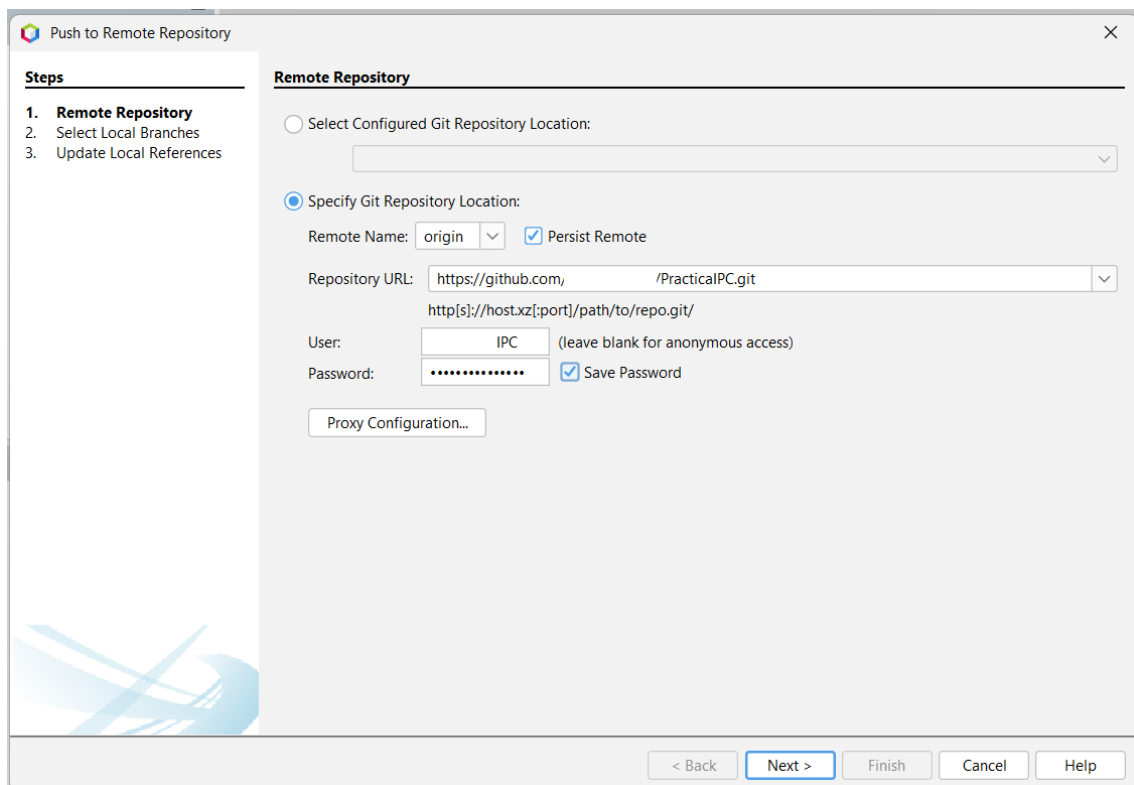 Push to Remote Repository
Steps
1. Remote Repository
2. Select Local Branches
3. Update Local References
Remote Repository
Select Configured Git Repository Location:
Specify Git Repository Location:
Remote Name: origin Persist Remote
Repository URL: https://github.com/ /PracticaIPC.git
http[s]://host.xz[:port]/path/to/repo.git/
User: IPC (leave blank for anonymous access)
Password: ••••••••••••••• Save Password
Proxy Configuration...
< Back Next > Finish Cancel Help